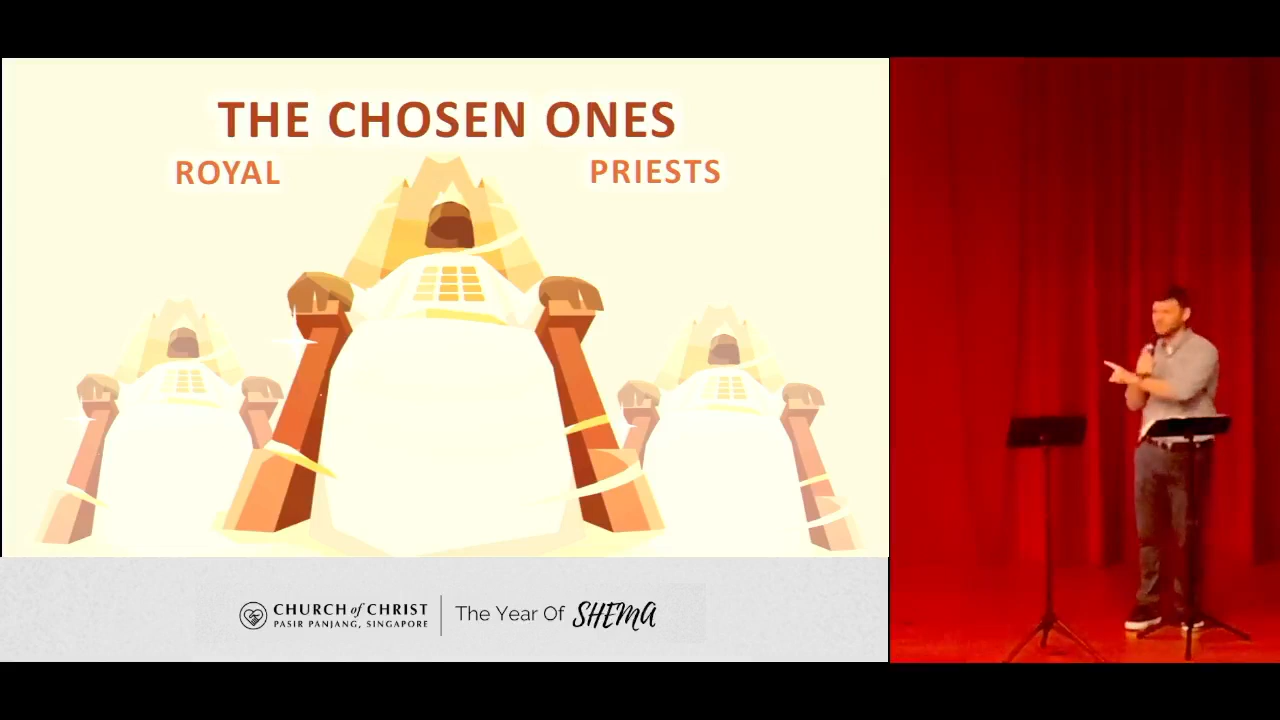 THE CHOSEN ONES
ROYAL PRIESTS
CHURCH of CHRIST
PASIR PANJANG, SINGAPORE
The Year Of SHEMA